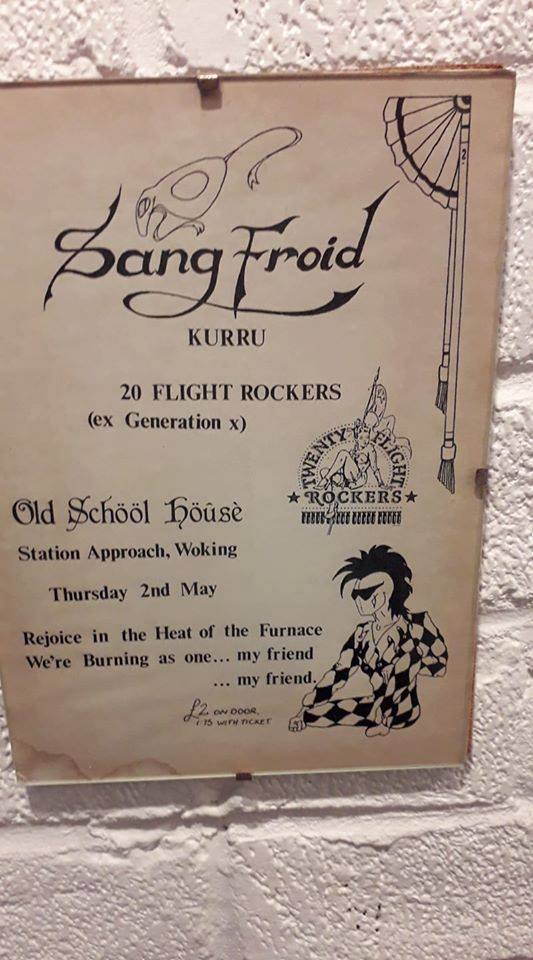 Sang Froid
KURRU
20 FLIGHT ROCKERS
(ex Generation x)
TWENTY FLIGHT
★ ROCKERS ★
Old Schööl Höûsè
Station Approach, Woking
Thursday 2nd May
Rejoice in the Heat of the Furnace
We're Burning as one... my friend
... my friend.
£2 ON DOOR.
1.75 WITH TICKET